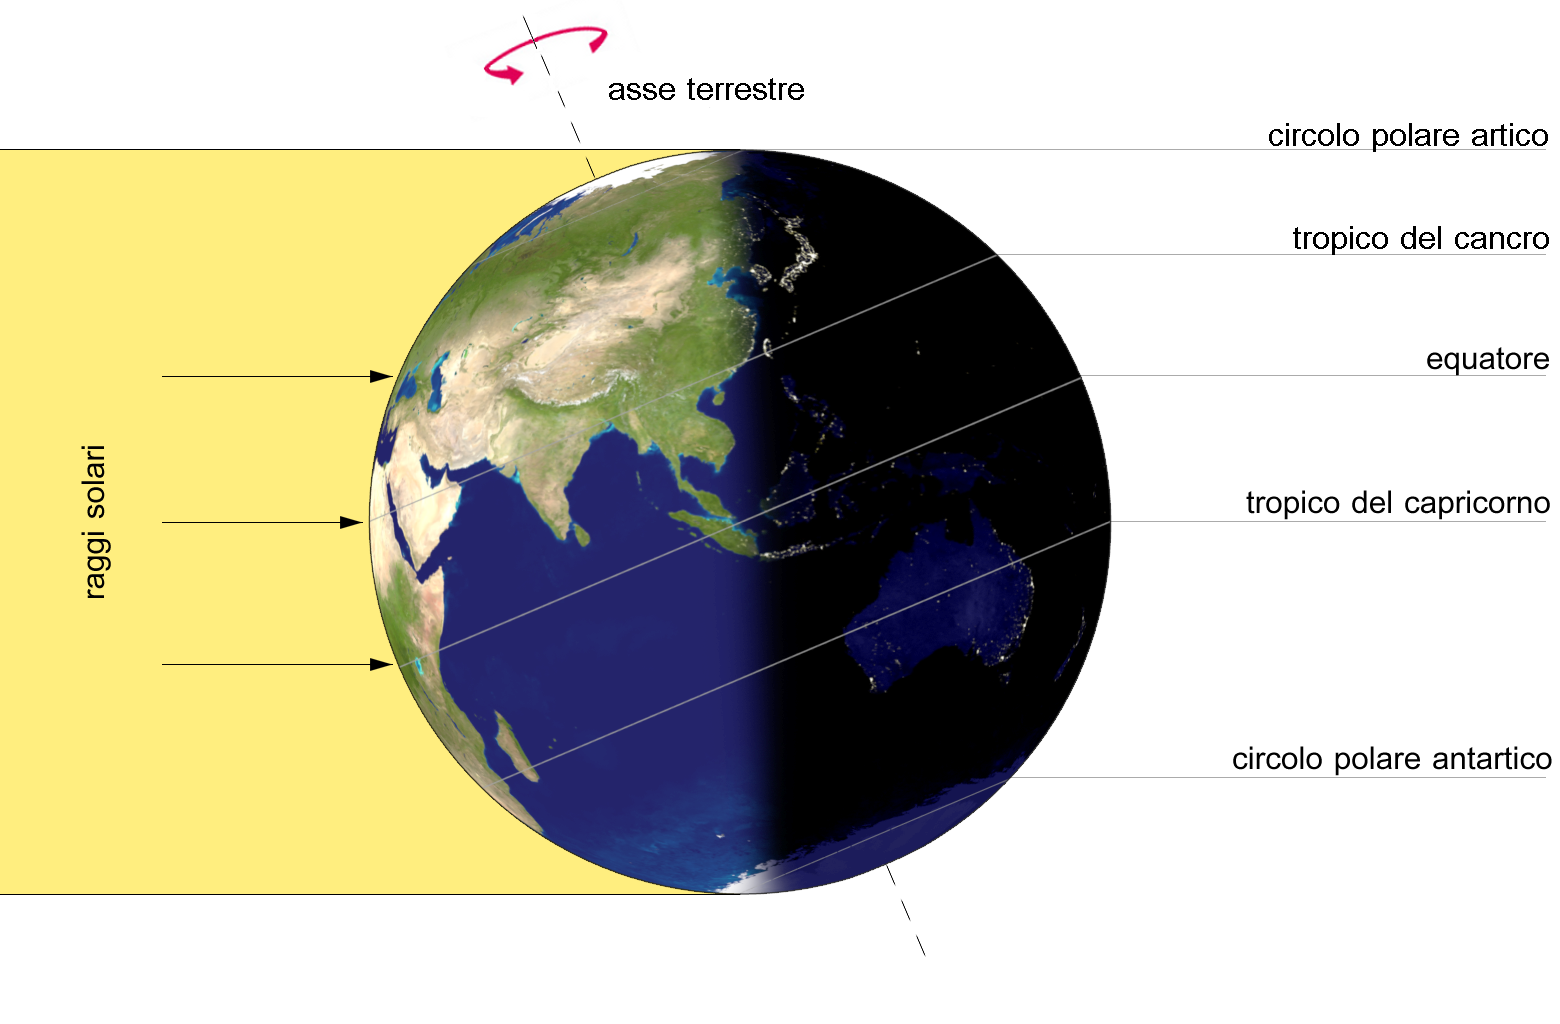 asse terrestre
circolo polare artico
tropico del cancro
equatore
raggi solari
tropico del capricorno
circolo polare antartico